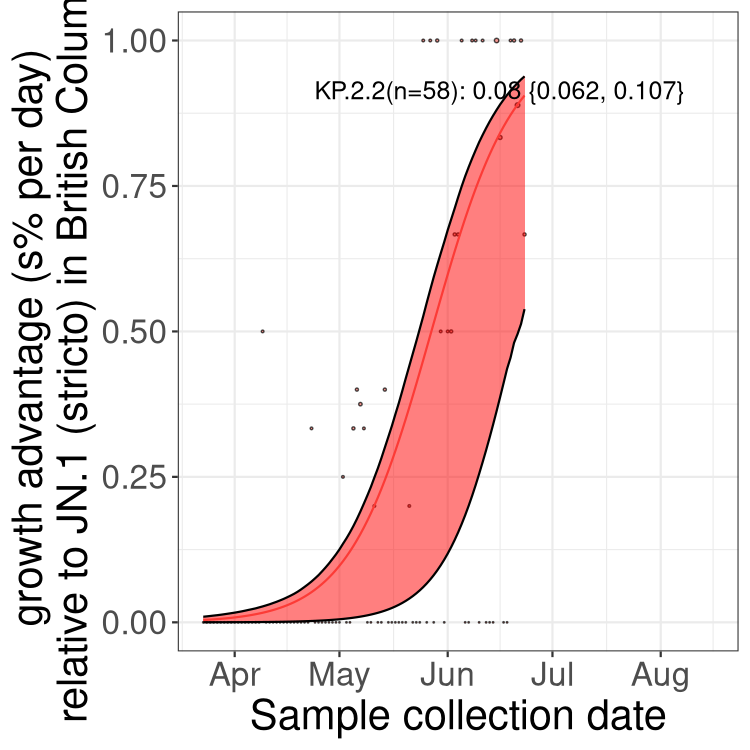 growth advantage (s% per day)
relative to JN.1 (stricto) in British Colum
1.00
0.75
0.50
0.25
0.00
KP.2.2(n=58): 0.08 {0.062, 0.107}
Apr May Jun Jul Aug
Sample collection date